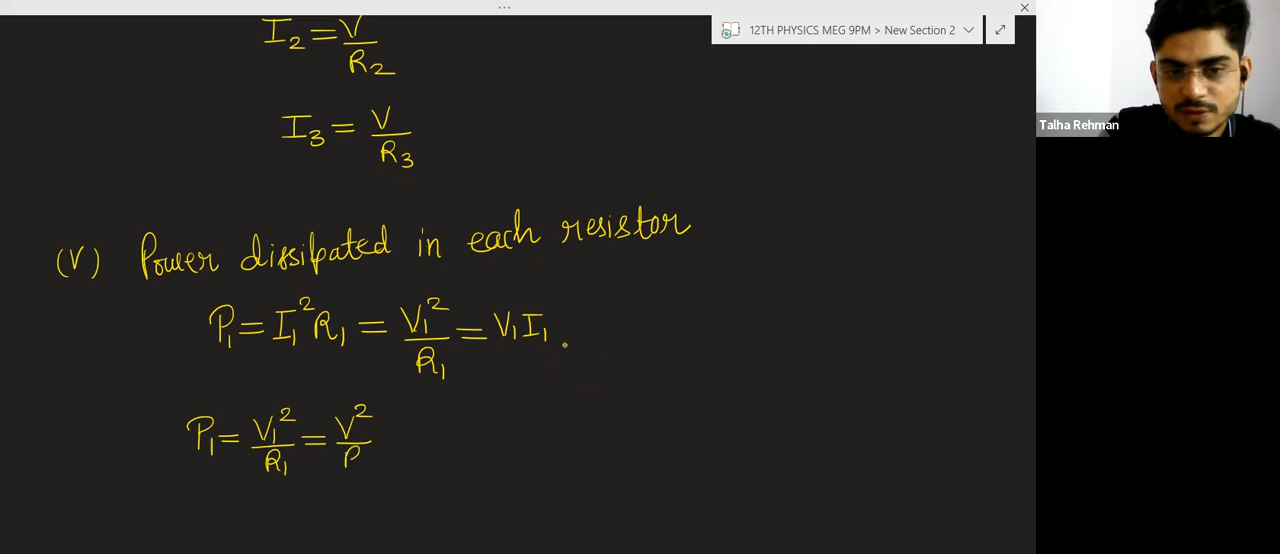 I₂ = V/R₂
12TH PHYSICS MEG 9PM > New Section 2
Talha Rehman
I₃ = V/R₃
(V) Power dissipated in each resistor
P₁ = I₁²R₁ = V₁²/R₁ = V₁I₁.
P₁ = V₁²/R₁ = V²/P